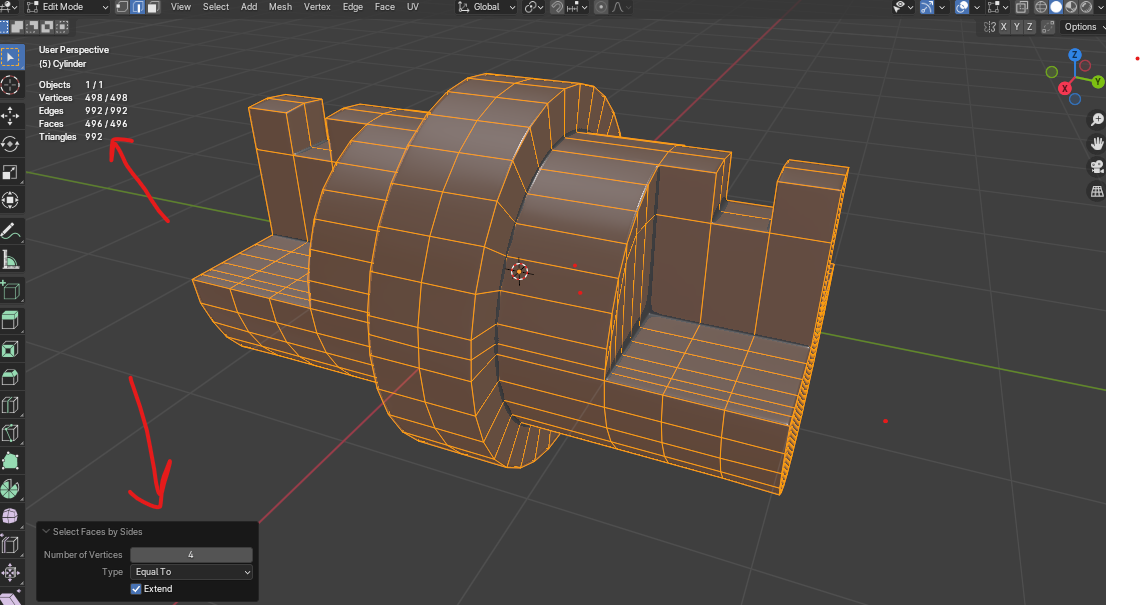 Edit Mode View Select Add Mesh Vertex Edge Face UV Global
X Y Z Options
User Perspective
(5) Cylinder
Objects 1 / 1
Vertices 498 / 498
Edges 992 / 992
Faces 496 / 496
Triangles 992
Z
Y
X
Select Faces by Sides
Number of Vertices 4
Type Equal To
Extend